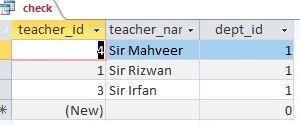 check
teacher_id teacher_nar dept_id
4 Sir Mahveer 1
1 Sir Rizwan 1
3 Sir Irfan 1
* (New) 0